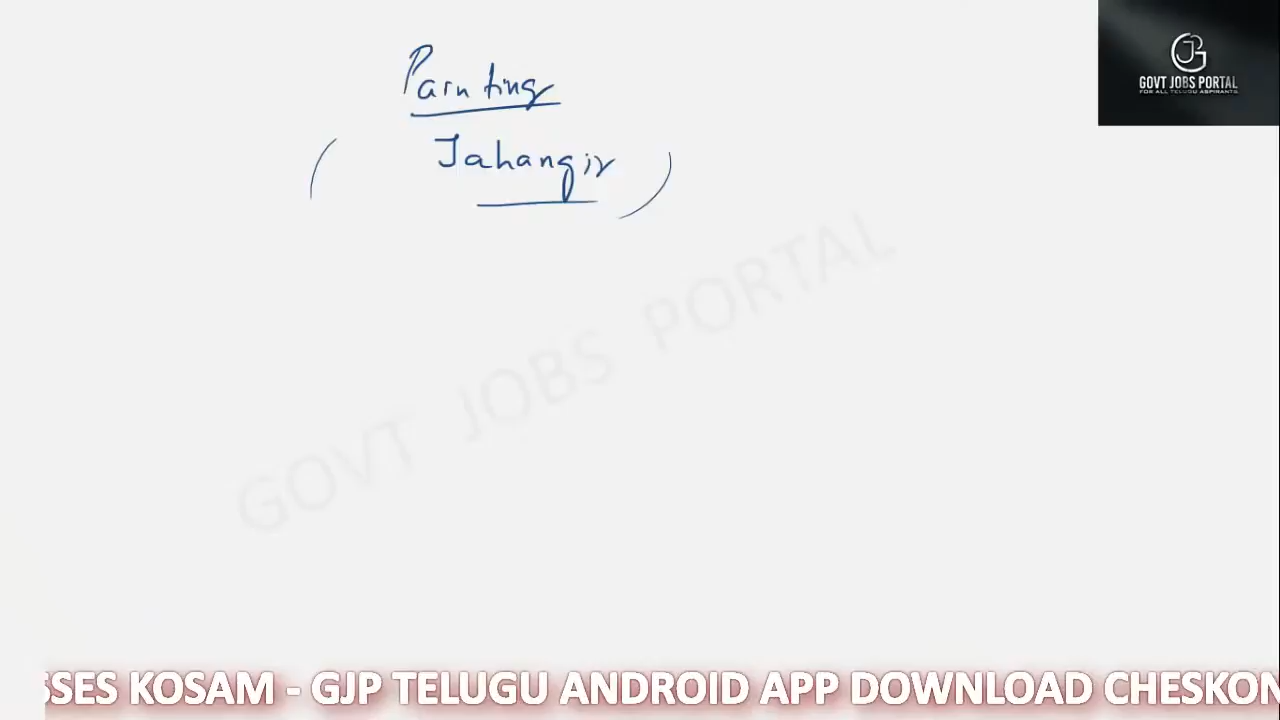 Painting
GOVT JOBS PORTAL
FOR ALL TELUGU ASPIRANTS
( Jahangir )
GOVT JOBS PORTAL
SSES KOSAM - GJP TELUGU ANDROID APP DOWNLOAD CHESKON